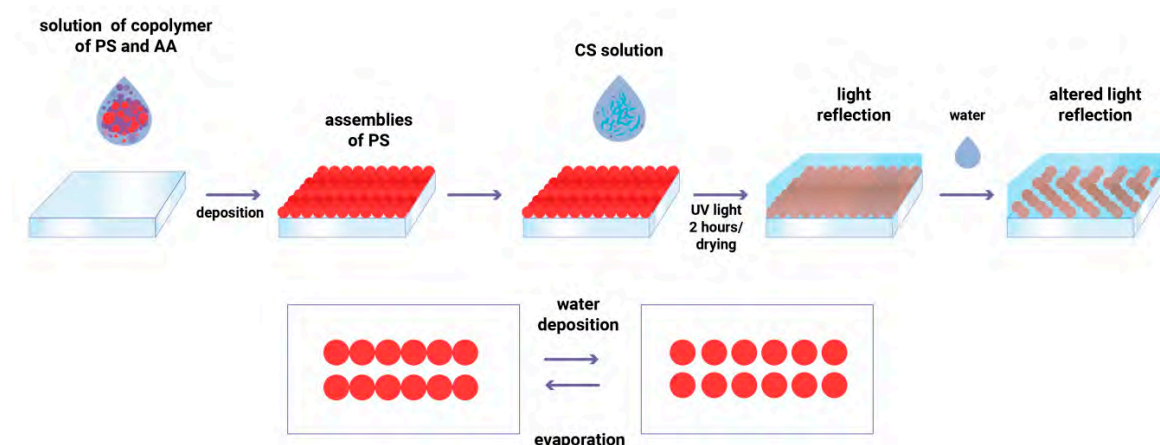 solution of copolymer
of PS and AA
deposition
assemblies
of PS
CS solution
UV light
2 hours/
drying
light
reflection
water
altered light
reflection
water
deposition
evaporation